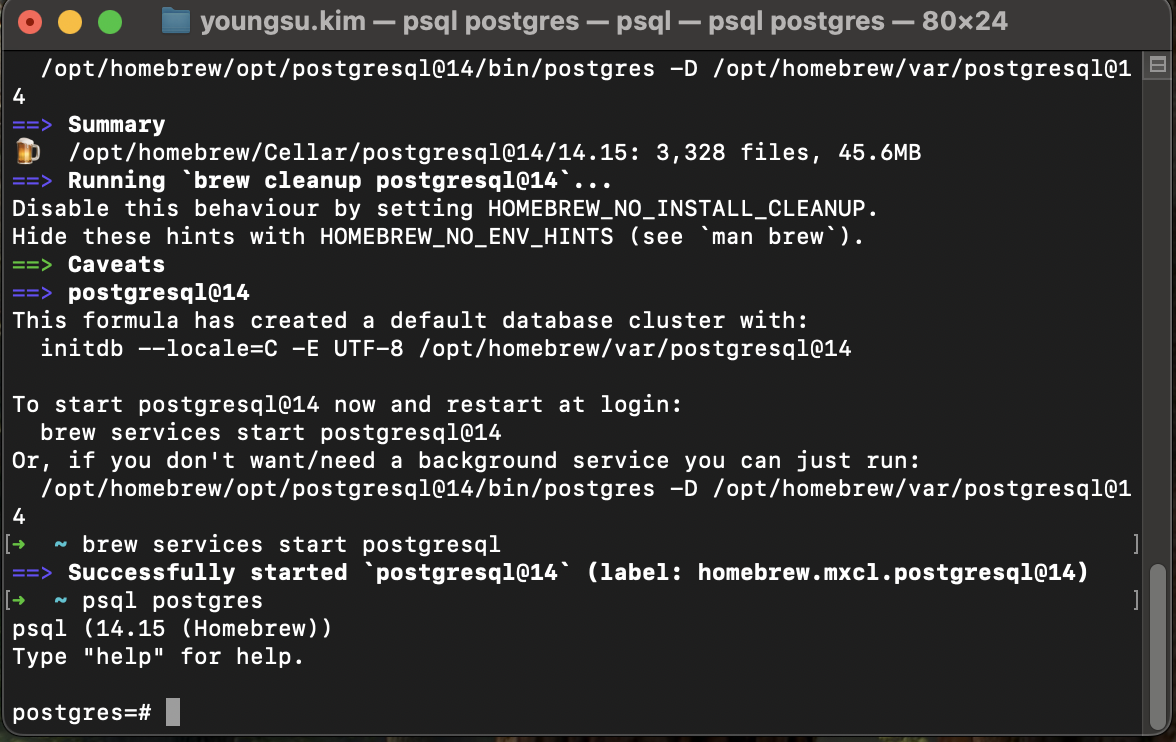 youngsu.kim — psql postgres — psql — psql postgres — 80×24
/opt/homebrew/opt/postgresql@14/bin/postgres -D /opt/homebrew/var/postgresql@1
4
==> Summary
🍺  /opt/homebrew/Cellar/postgresql@14/14.15: 3,328 files, 45.6MB
==> Running `brew cleanup postgresql@14`...
Disable this behaviour by setting HOMEBREW_NO_INSTALL_CLEANUP.
Hide these hints with HOMEBREW_NO_ENV_HINTS (see `man brew`).
==> Caveats
==> postgresql@14
This formula has created a default database cluster with:
  initdb --locale=C -E UTF-8 /opt/homebrew/var/postgresql@14

To start postgresql@14 now and restart at login:
  brew services start postgresql@14
Or, if you don't want/need a background service you can just run:
  /opt/homebrew/opt/postgresql@14/bin/postgres -D /opt/homebrew/var/postgresql@1
4
[➜  ~ brew services start postgresql ]
==> Successfully started `postgresql@14` (label: homebrew.mxcl.postgresql@14)
[➜  ~ psql postgres ]
psql (14.15 (Homebrew))
Type "help" for help.

postgres=#